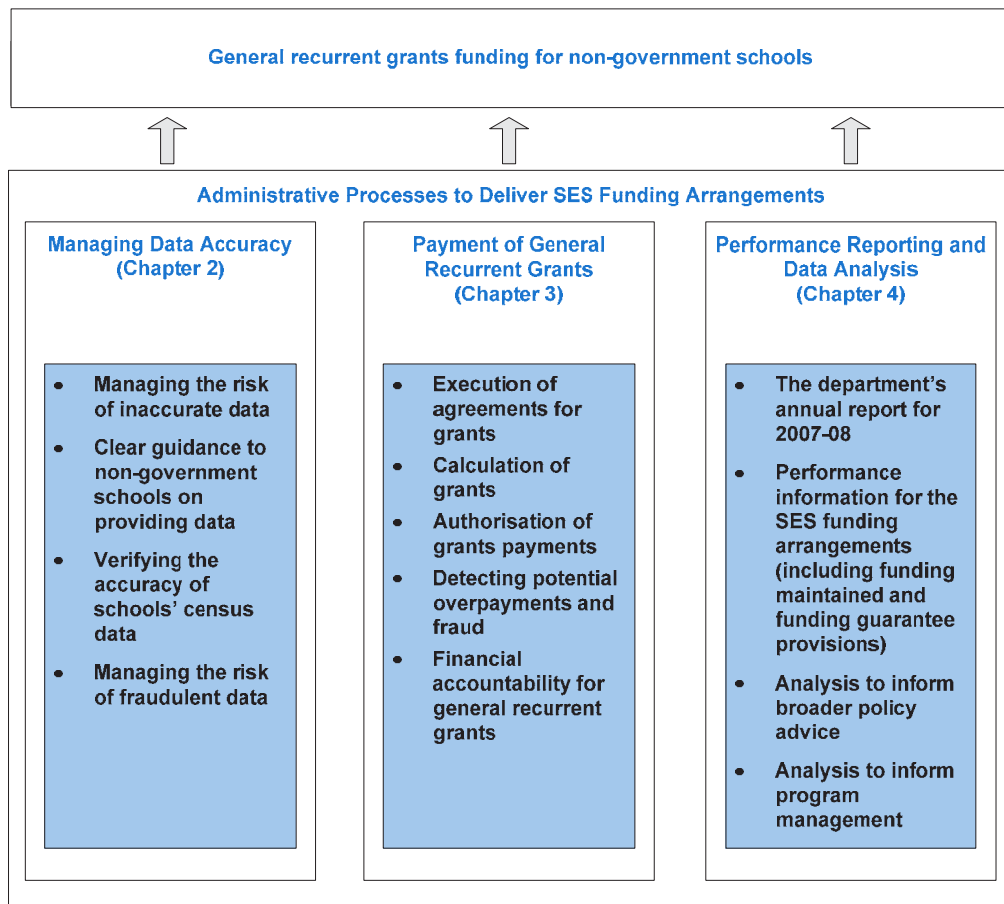 General recurrent grants funding for non-government schools
Administrative Processes to Deliver SES Funding Arrangements
Managing Data Accuracy
(Chapter 2)
• Managing the risk
of inaccurate data
• Clear guidance to
non-government
schools on
providing data
• Verifying the
accuracy of
schools’ census
data
• Managing the risk
of fraudulent data
Payment of General
Recurrent Grants
(Chapter 3)
• Execution of
agreements for
grants
• Calculation of
grants
• Authorisation of
grants payments
• Detecting potential
overpayments and
fraud
• Financial
accountability for
general recurrent
grants
Performance Reporting and
Data Analysis
(Chapter 4)
• The department’s
annual report for
2007-08
• Performance
information for the
SES funding
arrangements
(including funding
maintained and
funding guarantee
provisions)
• Analysis to inform
broader policy
advice
• Analysis to inform
program
management